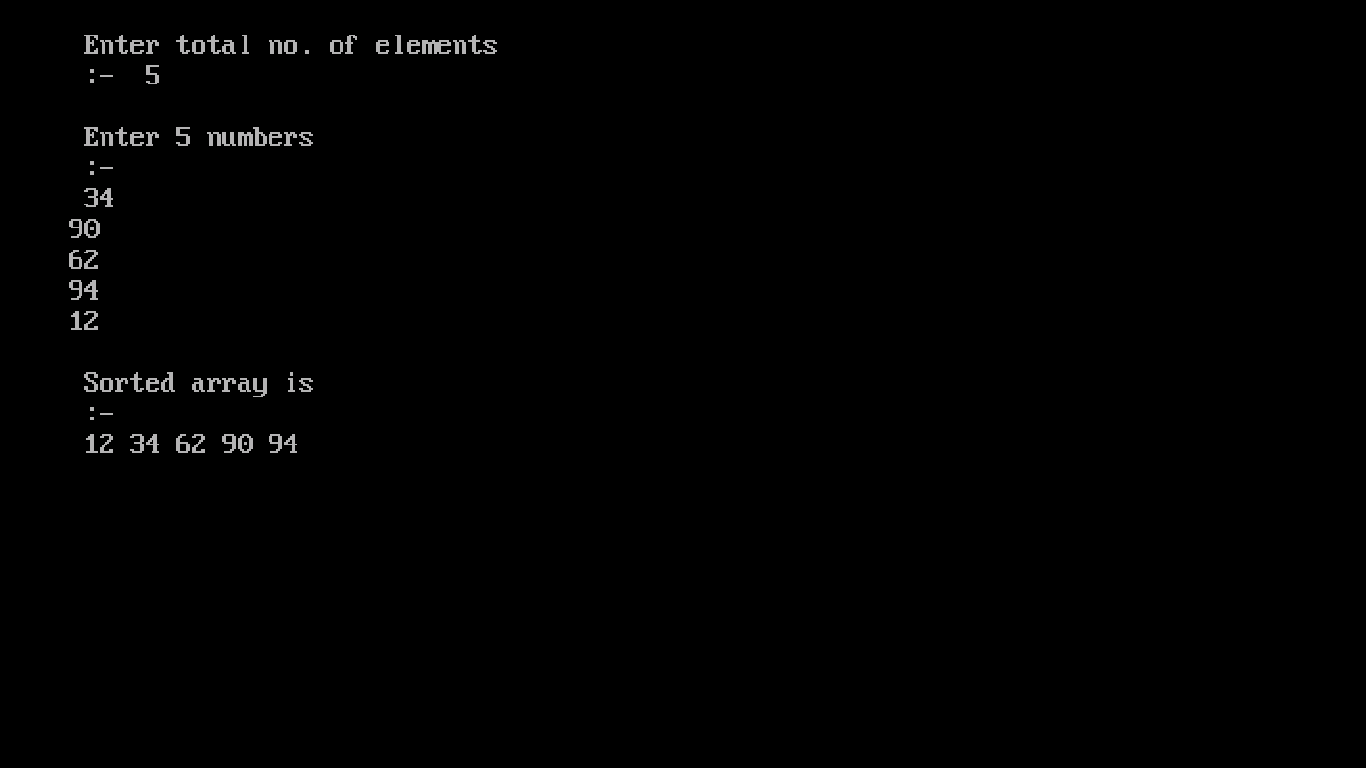 Enter total no. of elements
:-  5
Enter 5 numbers
:-
34
90
62
94
12
Sorted array is
:-
12 34 62 90 94